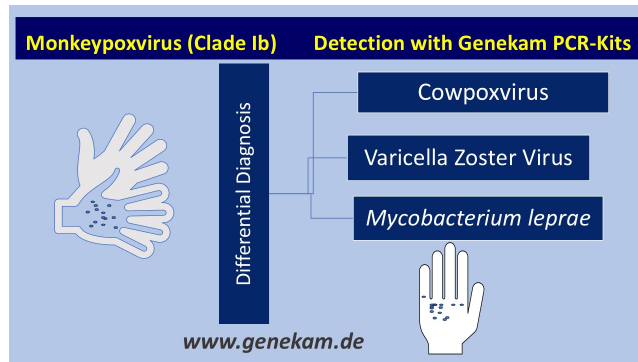 Monkeypoxvirus (Clade Ib) Detection with Genekam PCR-Kits
Differential Diagnosis
Cowpoxvirus
Varicella Zoster Virus
Mycobacterium leprae
www.genekam.de